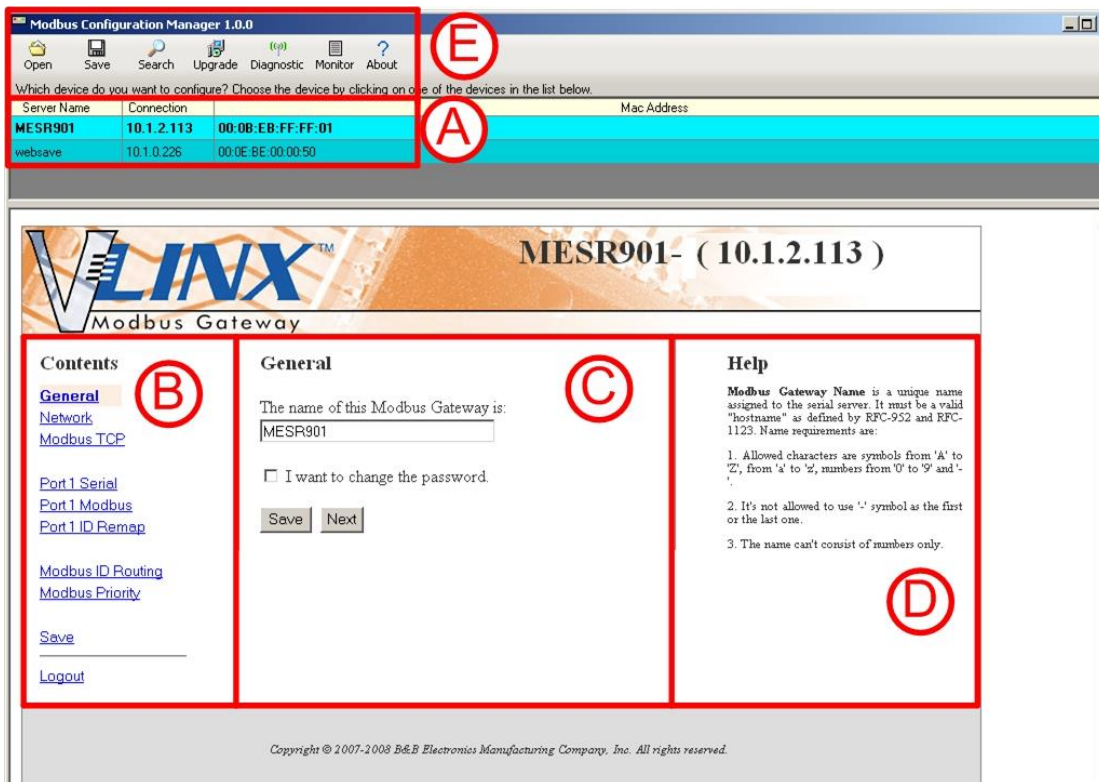 Modbus Configuration Manager 1.0.0
Open Save Search Upgrade Diagnostic Monitor About
E
Which device do you want to configure? Choose the device by clicking on one of the devices in the list below.
Server Name Connection Mac Address
MESR901 10.1.2.113 00:0B:EB:FF:FF:01
websave 10.1.0.226 00:0E:BE:00:00:50
A
VLINX™
Modbus Gateway
MESR901- ( 10.1.2.113 )
Contents
B
General
Network
Modbus TCP
Port 1 Serial
Port 1 Modbus
Port 1 ID Remap
Modbus ID Routing
Modbus Priority
Save
Logout
General
C
The name of this Modbus Gateway is:
MESR901
I want to change the password.
Save Next
Help
Modbus Gateway Name is a unique name
assigned to the serial server. It must be a valid
"hostname" as defined by RFC-952 and RFC-
1123. Name requirements are:
1. Allowed characters are symbols from 'A' to
'Z', from 'a' to 'z', numbers from '0' to '9' and '-
'.
2. It's not allowed to use '-' symbol as the first
or the last one.
3. The name can't consist of numbers only.
D
Copyright © 2007-2008 B&B Electronics Manufacturing Company, Inc. All rights reserved.